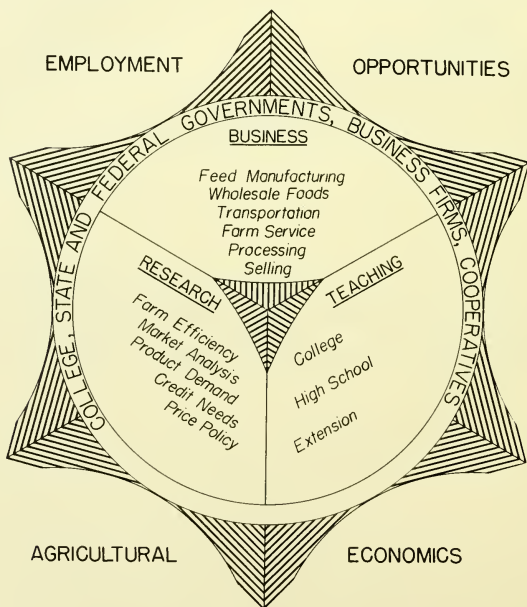 EMPLOYMENT OPPORTUNITIES
COLLEGE, STATE AND FEDERAL GOVERNMENTS, BUSINESS FIRMS, COOPERATIVES
BUSINESS
Feed Manufacturing
Wholesale Foods
Transportation
Farm Service
Processing
Selling
RESEARCH
Farm Efficiency
Market Analysis
Product Demand
Credit Needs
Price Policy
TEACHING
College
High School
Extension
AGRICULTURAL ECONOMICS